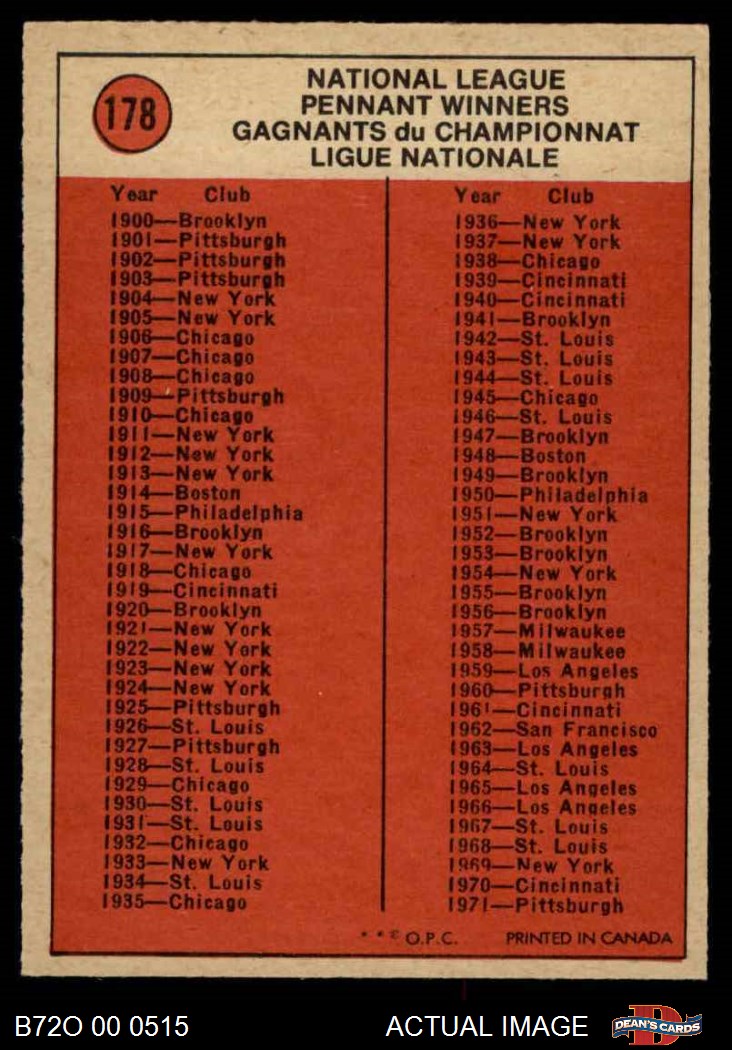 178
NATIONAL LEAGUE
PENNANT WINNERS
GAGNANTS du CHAMPIONNAT
LIGUE NATIONALE
Year Club
1900—Brooklyn
1901—Pittsburgh
1902—Pittsburgh
1903—Pittsburgh
1904—New York
1905—New York
1906—Chicago
1907—Chicago
1908—Chicago
1909—Pittsburgh
1910—Chicago
1911—New York
1912—New York
1913—New York
1914—Boston
1915—Philadelphia
1916—Brooklyn
1917—New York
1918—Chicago
1919—Cincinnati
1920—Brooklyn
1921—New York
1922—New York
1923—New York
1924—New York
1925—Pittsburgh
1926—St. Louis
1927—Pittsburgh
1928—St. Louis
1929—Chicago
1930—St. Louis
1931—St. Louis
1932—Chicago
1933—New York
1934—St. Louis
1935—Chicago
Year Club
1936—New York
1937—New York
1938—Chicago
1939—Cincinnati
1940—Cincinnati
1941—Brooklyn
1942—St. Louis
1943—St. Louis
1944—St. Louis
1945—Chicago
1946—St. Louis
1947—Brooklyn
1948—Boston
1949—Brooklyn
1950—Philadelphia
1951—New York
1952—Brooklyn
1953—Brooklyn
1954—New York
1955—Brooklyn
1956—Brooklyn
1957—Milwaukee
1958—Milwaukee
1959—Los Angeles
1960—Pittsburgh
1961—Cincinnati
1962—San Francisco
1963—Los Angeles
1964—St. Louis
1965—Los Angeles
1966—Los Angeles
1967—St. Louis
1968—St. Louis
1969—New York
1970—Cincinnati
1971—Pittsburgh
* * © O.P.C. PRINTED IN CANADA
B72O 00 0515 ACTUAL IMAGE
DEAN'S CARDS